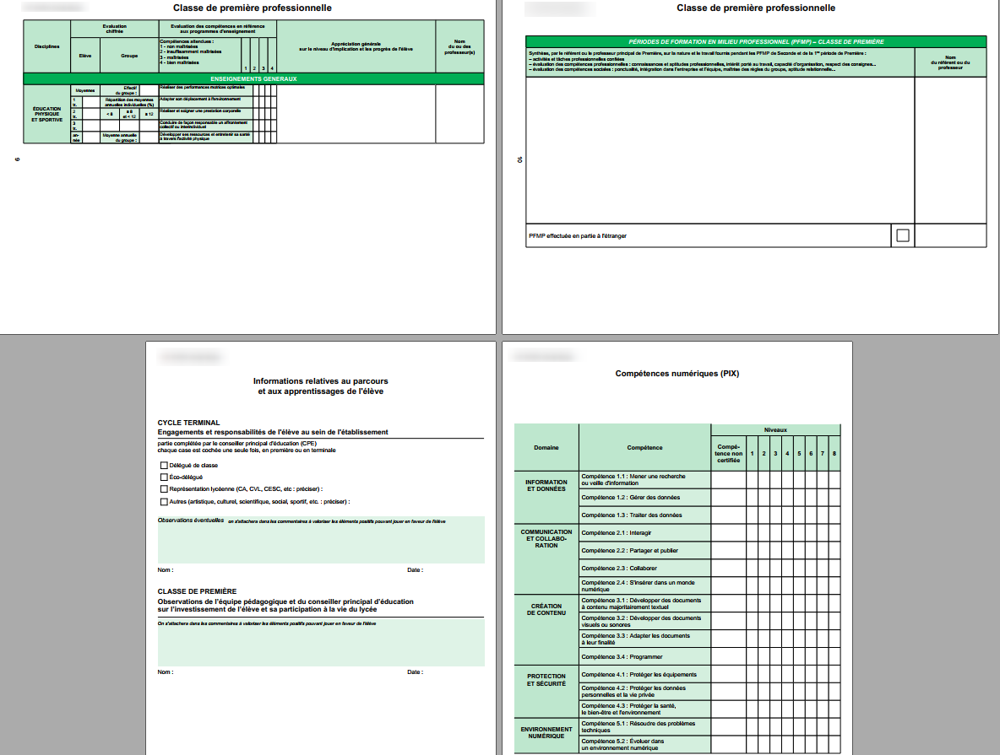 Classe de première professionnelle
Disciplines
Evaluation
chiffrée
Elève
Groupe
Evaluation des compétences en référence
aux programmes d'enseignement
Compétences attendues :
1 - non maîtrisées
2 - insuffisamment maîtrisées
3 - maîtrisées
4 - bien maîtrisées
1 2 3 4
Appréciation générale
sur le niveau d'implication et les progrès de l'élève
Nom
du ou des
professeur(s)
ENSEIGNEMENTS GENERAUX
ÉDUCATION
PHYSIQUE
ET SPORTIVE
Moyennes
Effectif
du groupe :
1
tr.
Répartition des moyennes
annuelles individuelles (%)
2
tr.
< 8
≥ 8
et < 12
≥ 12
3
tr.
an-
née
Moyenne annuelle
du groupe :
Réaliser des performances motrices optimales
Adapter son déplacement à l'environnement
Réaliser et soigner une prestation corporelle
Conduire de façon responsable un affrontement
collectif ou interindividuel
Développer ses ressources et entretenir sa santé
à travers l'activité physique
9
Classe de première professionnelle
PÉRIODES DE FORMATION EN MILIEU PROFESSIONNEL (PFMP) – CLASSE DE PREMIÈRE
Synthèse, par le référent ou le professeur principal de Première, sur la nature et le travail fournis pendant les PFMP de Seconde et de la 1re période de Première :
– activités et tâches professionnelles confiées
– évaluation des compétences professionnelles : connaissances et aptitudes professionnelles, intérêt porté au travail, capacité d'organisation, respect des consignes...
– évaluation des compétences sociales : ponctualité, intégration dans l'entreprise et l'équipe, maîtrise des règles du groupe, aptitude relationnelle...
Nom
du référent ou du
professeur
10
PFMP effectuée en partie à l'étranger
Informations relatives au parcours
et aux apprentissages de l'élève
CYCLE TERMINAL
Engagements et responsabilités de l'élève au sein de l'établissement
partie complétée par le conseiller principal d'éducation (CPE)
chaque case est cochée une seule fois, en première ou en terminale
Délégué de classe
Éco-délégué
Représentation lycéenne (CA, CVL, CESC, etc : préciser) :
Autres (artistique, culturel, scientifique, social, sportif, etc. : préciser) :
Observations éventuelles on s'attachera dans les commentaires à valoriser les éléments positifs pouvant jouer en faveur de l'élève
Nom : Date :
CLASSE DE PREMIÈRE
Observations de l'équipe pédagogique et du conseiller principal d'éducation
sur l'investissement de l'élève et sa participation à la vie du lycée
On s'attachera dans les commentaires à valoriser les éléments positifs pouvant jouer en faveur de l'élève
Nom : Date :
Compétences numériques (PIX)
Domaine
Compétence
Niveaux
Compé-
tence non
certifiée
1 2 3 4 5 6 7 8
INFORMATION
ET DONNÉES
Compétence 1.1 : Mener une recherche
ou veille d'information
Compétence 1.2 : Gérer des données
Compétence 1.3 : Traiter des données
COMMUNICATION
ET COLLABO-
RATION
Compétence 2.1 : Interagir
Compétence 2.2 : Partager et publier
Compétence 2.3 : Collaborer
Compétence 2.4 : S'insérer dans un monde
numérique
CRÉATION
DE CONTENU
Compétence 3.1 : Développer des documents
à contenu majoritairement textuel
Compétence 3.2 : Développer des documents
visuels ou sonores
Compétence 3.3 : Adapter les documents
à leur finalité
Compétence 3.4 : Programmer
PROTECTION
ET SÉCURITÉ
Compétence 4.1 : Protéger les équipements
Compétence 4.2 : Protéger les données
personnelles et la vie privée
Compétence 4.3 : Protéger la santé,
le bien-être et l'environnement
ENVIRONNEMENT
NUMÉRIQUE
Compétence 5.1 : Résoudre des problèmes
techniques
Compétence 5.2 : Évoluer dans
un environnement numérique